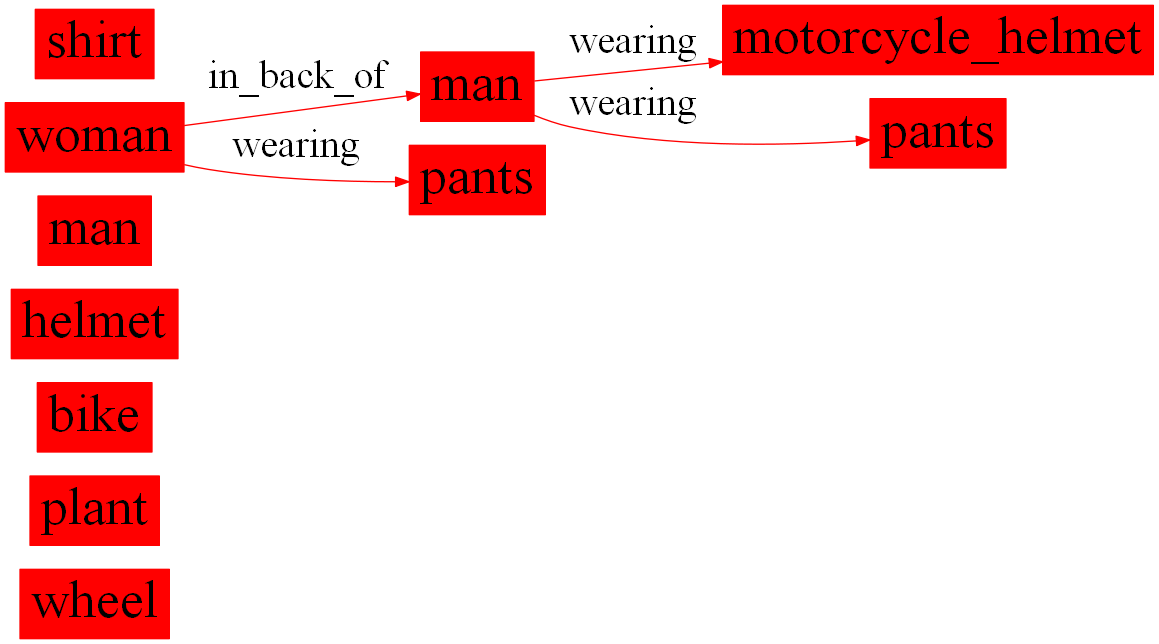 shirt
wearing
motorcycle_helmet
in_back_of
man
wearing
woman
wearing
pants
pants
man
helmet
bike
plant
wheel